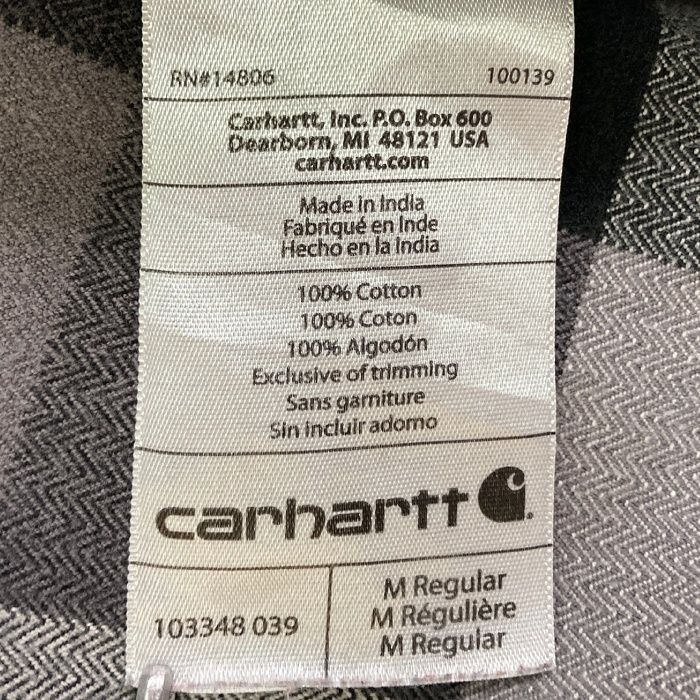 RN#14806 100139
Carhartt, Inc. P.O. Box 600
Dearborn, MI 48121 USA
carhartt.com
Made in India
Fabriqué en Inde
Hecho en la India
100% Cotton
100% Coton
100% Algodón
Exclusive of trimming
Sans garniture
Sin incluir adorno
carhartt
103348 039
M Regular
M Régulière
M Regular